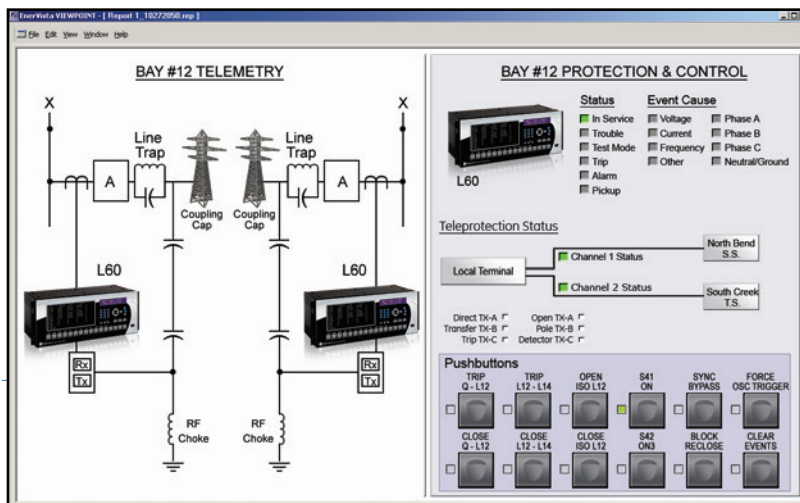 EnerVista VIEWPOINT - [ Report 1_10272050.rep ]
File Edit View Window Help
BAY #12 TELEMETRY
X
X
Line
Trap
Line
Trap
A
A
Coupling
Cap
Coupling
Cap
L60
L60
Rx
Tx
Rx
Tx
RF
Choke
RF
Choke
BAY #12 PROTECTION & CONTROL
L60
Status
In Service
Trouble
Test Mode
Trip
Alarm
Pickup
Event Cause
Voltage
Current
Frequency
Other
Phase A
Phase B
Phase C
Neutral/Ground
Teleprotection Status
Local Terminal
Channel 1 Status
Channel 2 Status
North Bend
S.S.
South Creek
T.S.
Direct TX-A
Transfer TX-B
Trip TX-C
Open TX-A
Pole TX-B
Detector TX-C
Pushbuttons
TRIP
Q - L12
TRIP
L12 - L14
OPEN
ISO L12
S41
ON
SYNC
BYPASS
FORCE
OSC TRIGGER
CLOSE
Q - L12
CLOSE
L12 - L14
CLOSE
ISO L12
S42
ON3
BLOCK
RECLOSE
CLEAR
EVENTS